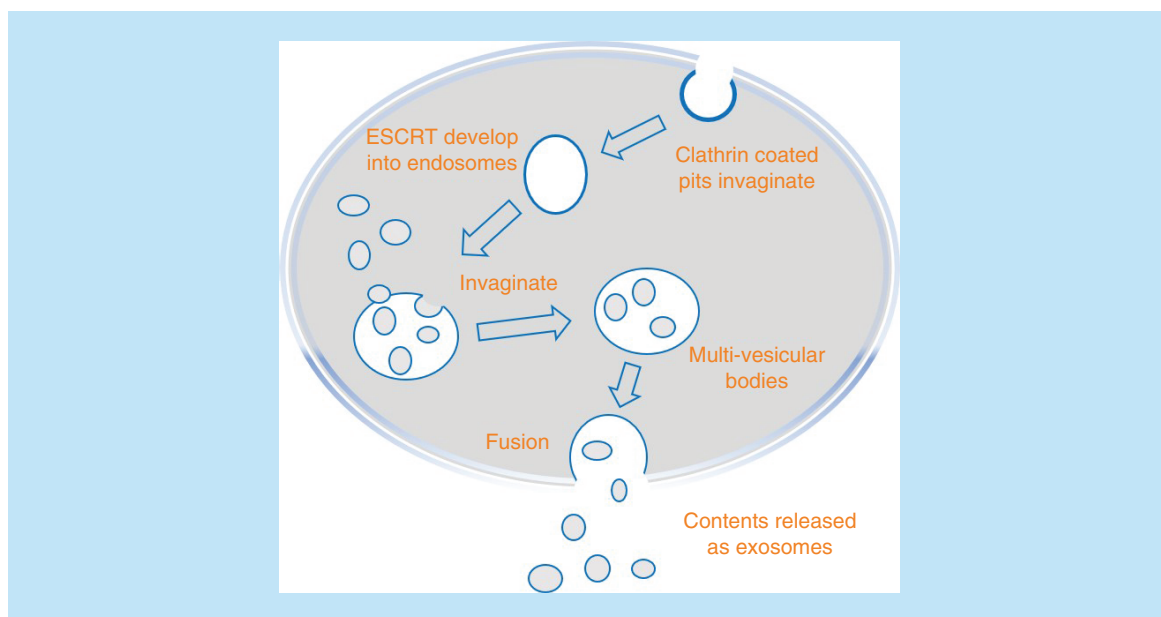 ESCRT develop
into endosomes
Clathrin coated
pits invaginate
Invaginate
Multi-vesicular
bodies
Fusion
Contents released
as exosomes